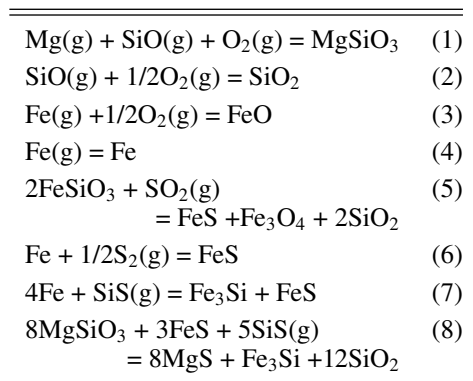 Mg(g) + SiO(g) + O₂(g) = MgSiO₃ (1)
SiO(g) + 1/2O₂(g) = SiO₂ (2)
Fe(g) +1/2O₂(g) = FeO (3)
Fe(g) = Fe (4)
2FeSiO₃ + SO₂(g) (5)
= FeS +Fe₃O₄ + 2SiO₂
Fe + 1/2S₂(g) = FeS (6)
4Fe + SiS(g) = Fe₃Si + FeS (7)
8MgSiO₃ + 3FeS + 5SiS(g) (8)
= 8MgS + Fe₃Si +12SiO₂